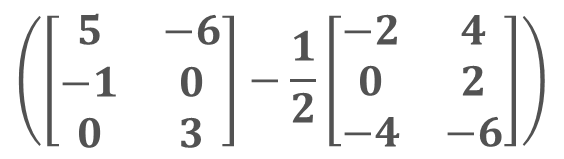 ( [ 5 −6 ] − 1/2 [ −2 4 ] )
−1 0 0 2
0 3 −4 −6